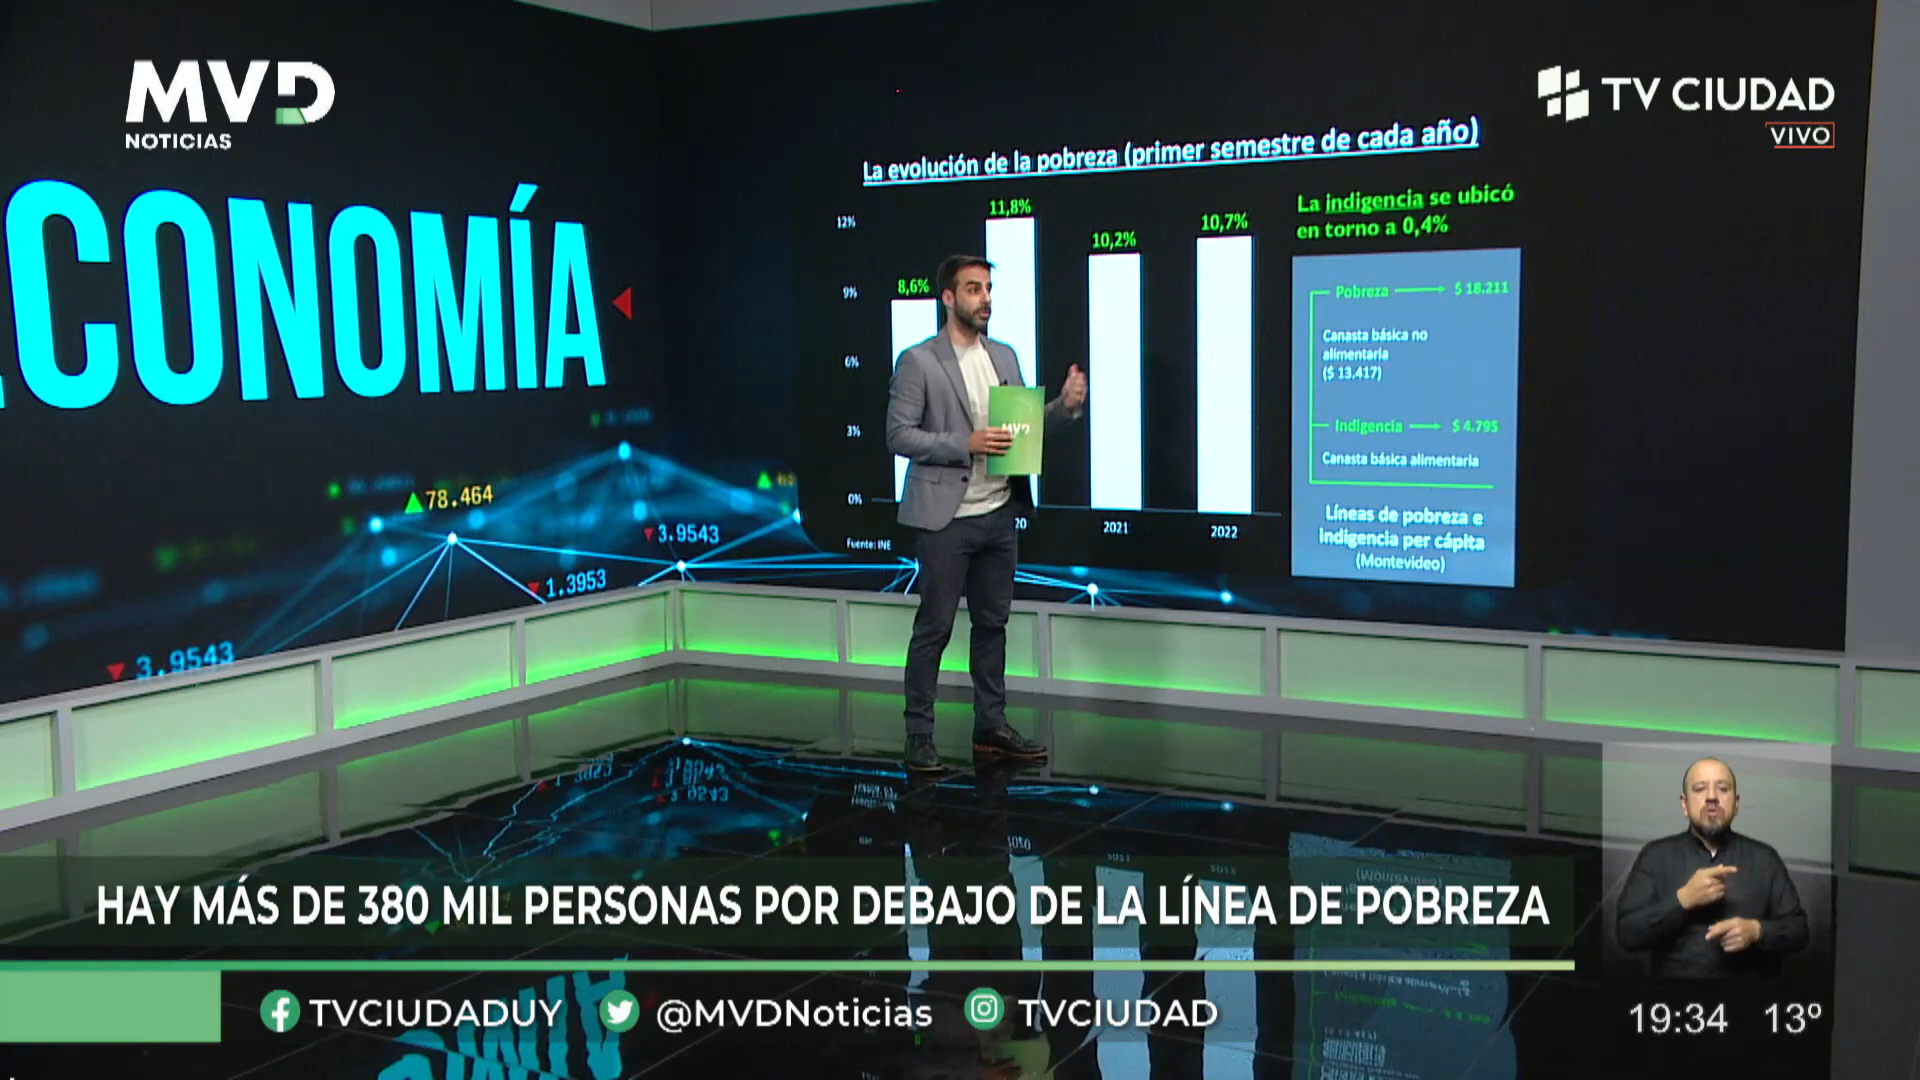 MVD
NOTICIAS
TV CIUDAD
VIVO
ECONOMÍA
78.464
3.9543
1.3953
3.9543
La evolución de la pobreza (primer semestre de cada año)
12%
9%
6%
3%
0%
8,6%
11,8%
10,2%
10,7%
20
2021
2022
Fuente: INE
La indigencia se ubicó
en torno a 0,4%
Pobreza $ 18.211
Canasta básica no
alimentaria
($ 13.417)
Indigencia $ 4.795
Canasta básica alimentaria
Líneas de pobreza e
indigencia per cápita
(Montevideo)
MVD
HAY MÁS DE 380 MIL PERSONAS POR DEBAJO DE LA LÍNEA DE POBREZA
TVCIUDADUY @MVDNoticias TVCIUDAD
19:34 13º